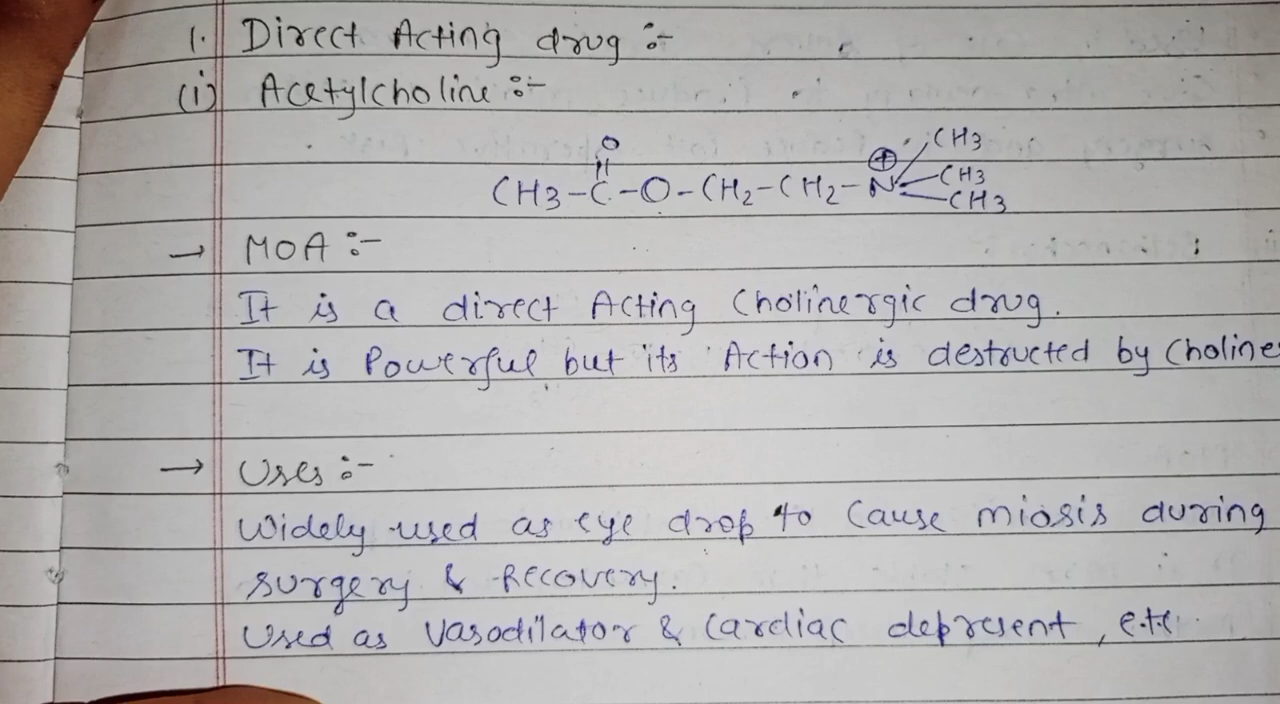 1. Direct Acting drug :-
(i) Acetylcholine :-
O
||
CH3-C-O-CH2-CH2-N⊕ CH3
CH3
CH3
→ MOA :-
It is a direct Acting Cholinergic drug.
It is Powerful but its Action is destructed by Choline
→ Uses :-
Widely used as eye drop to Cause miosis during
surgery & Recovery.
Used as Vasodilator & Cardiac depresent, etc.